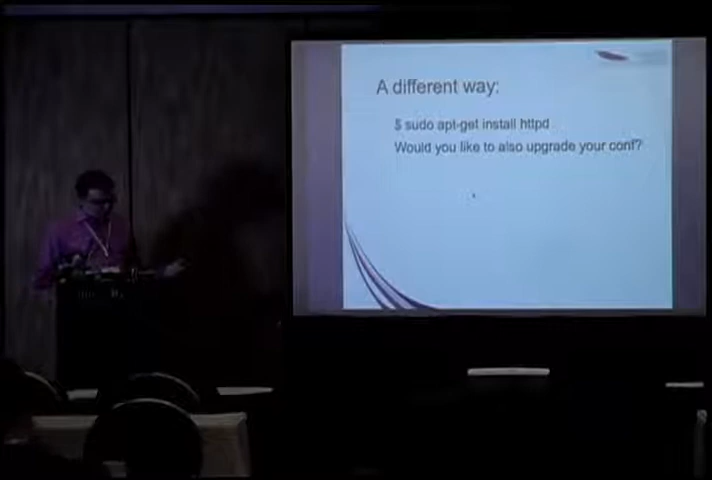 A different way:
$ sudo apt-get install httpd
Would you like to also upgrade your conf?